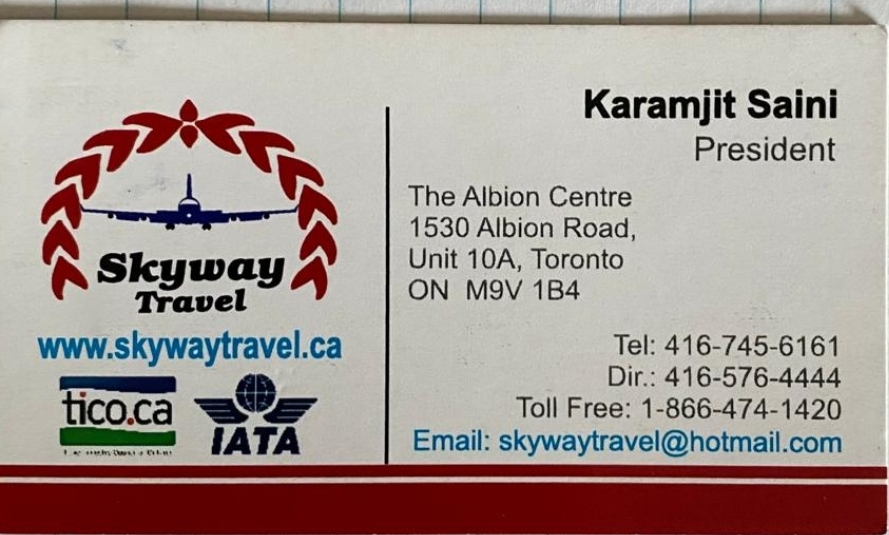 Skyway
Travel
www.skywaytravel.ca
tico.ca
IATA
Karamjit Saini
President
The Albion Centre
1530 Albion Road,
Unit 10A, Toronto
ON M9V 1B4
Tel: 416-745-6161
Dir.: 416-576-4444
Toll Free: 1-866-474-1420
Email: skywaytravel@hotmail.com